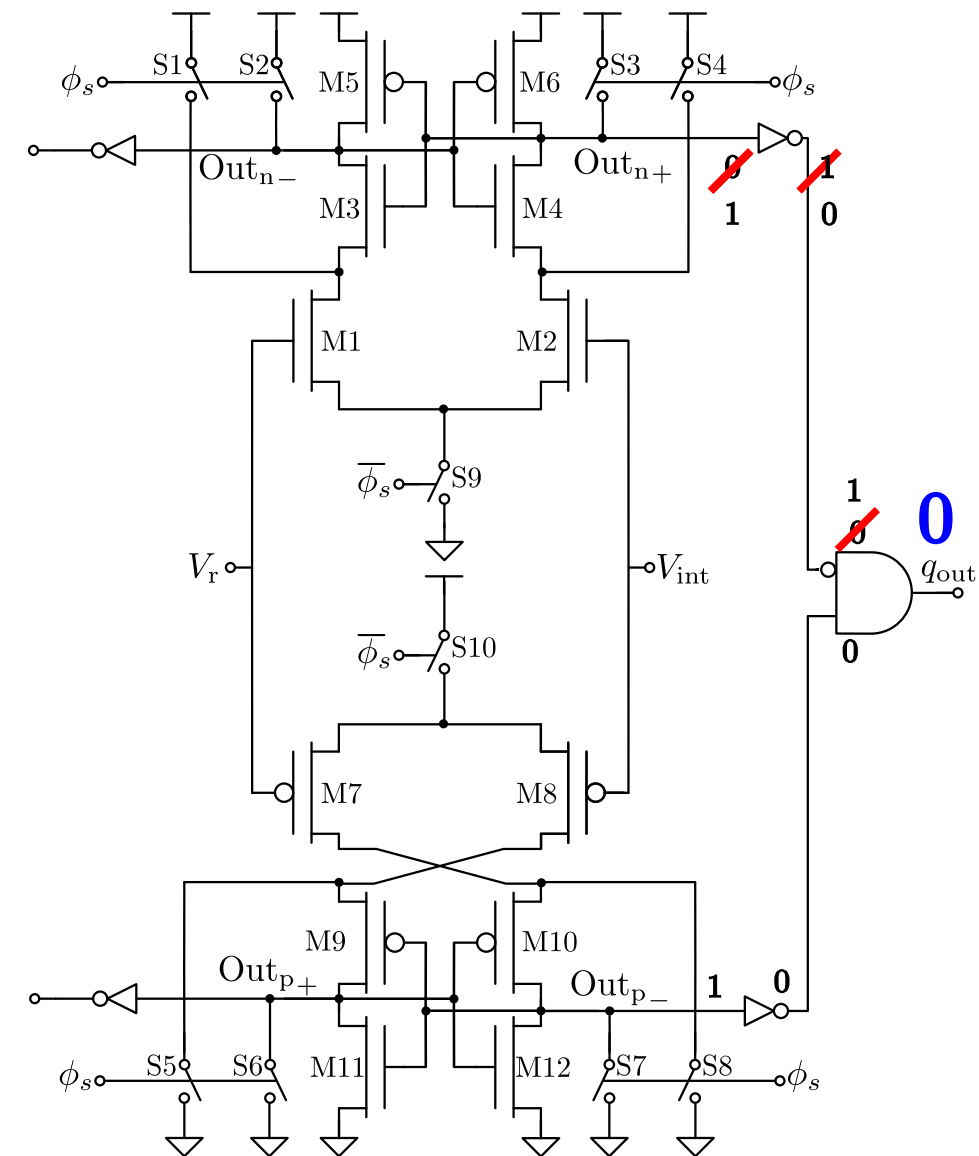 S1 S2 M5 M6 S3 S4
ϕs ϕs
Outn− Outn+
0 1
M3 M4 1 0
M1 M2
ϕs S9
1
0 0
Vr Vint qout
ϕs S10
0
M7 M8
M9 M10
Outp+ Outp− 1 0
S5 S6 M11 M12 S7 S8
ϕs ϕs